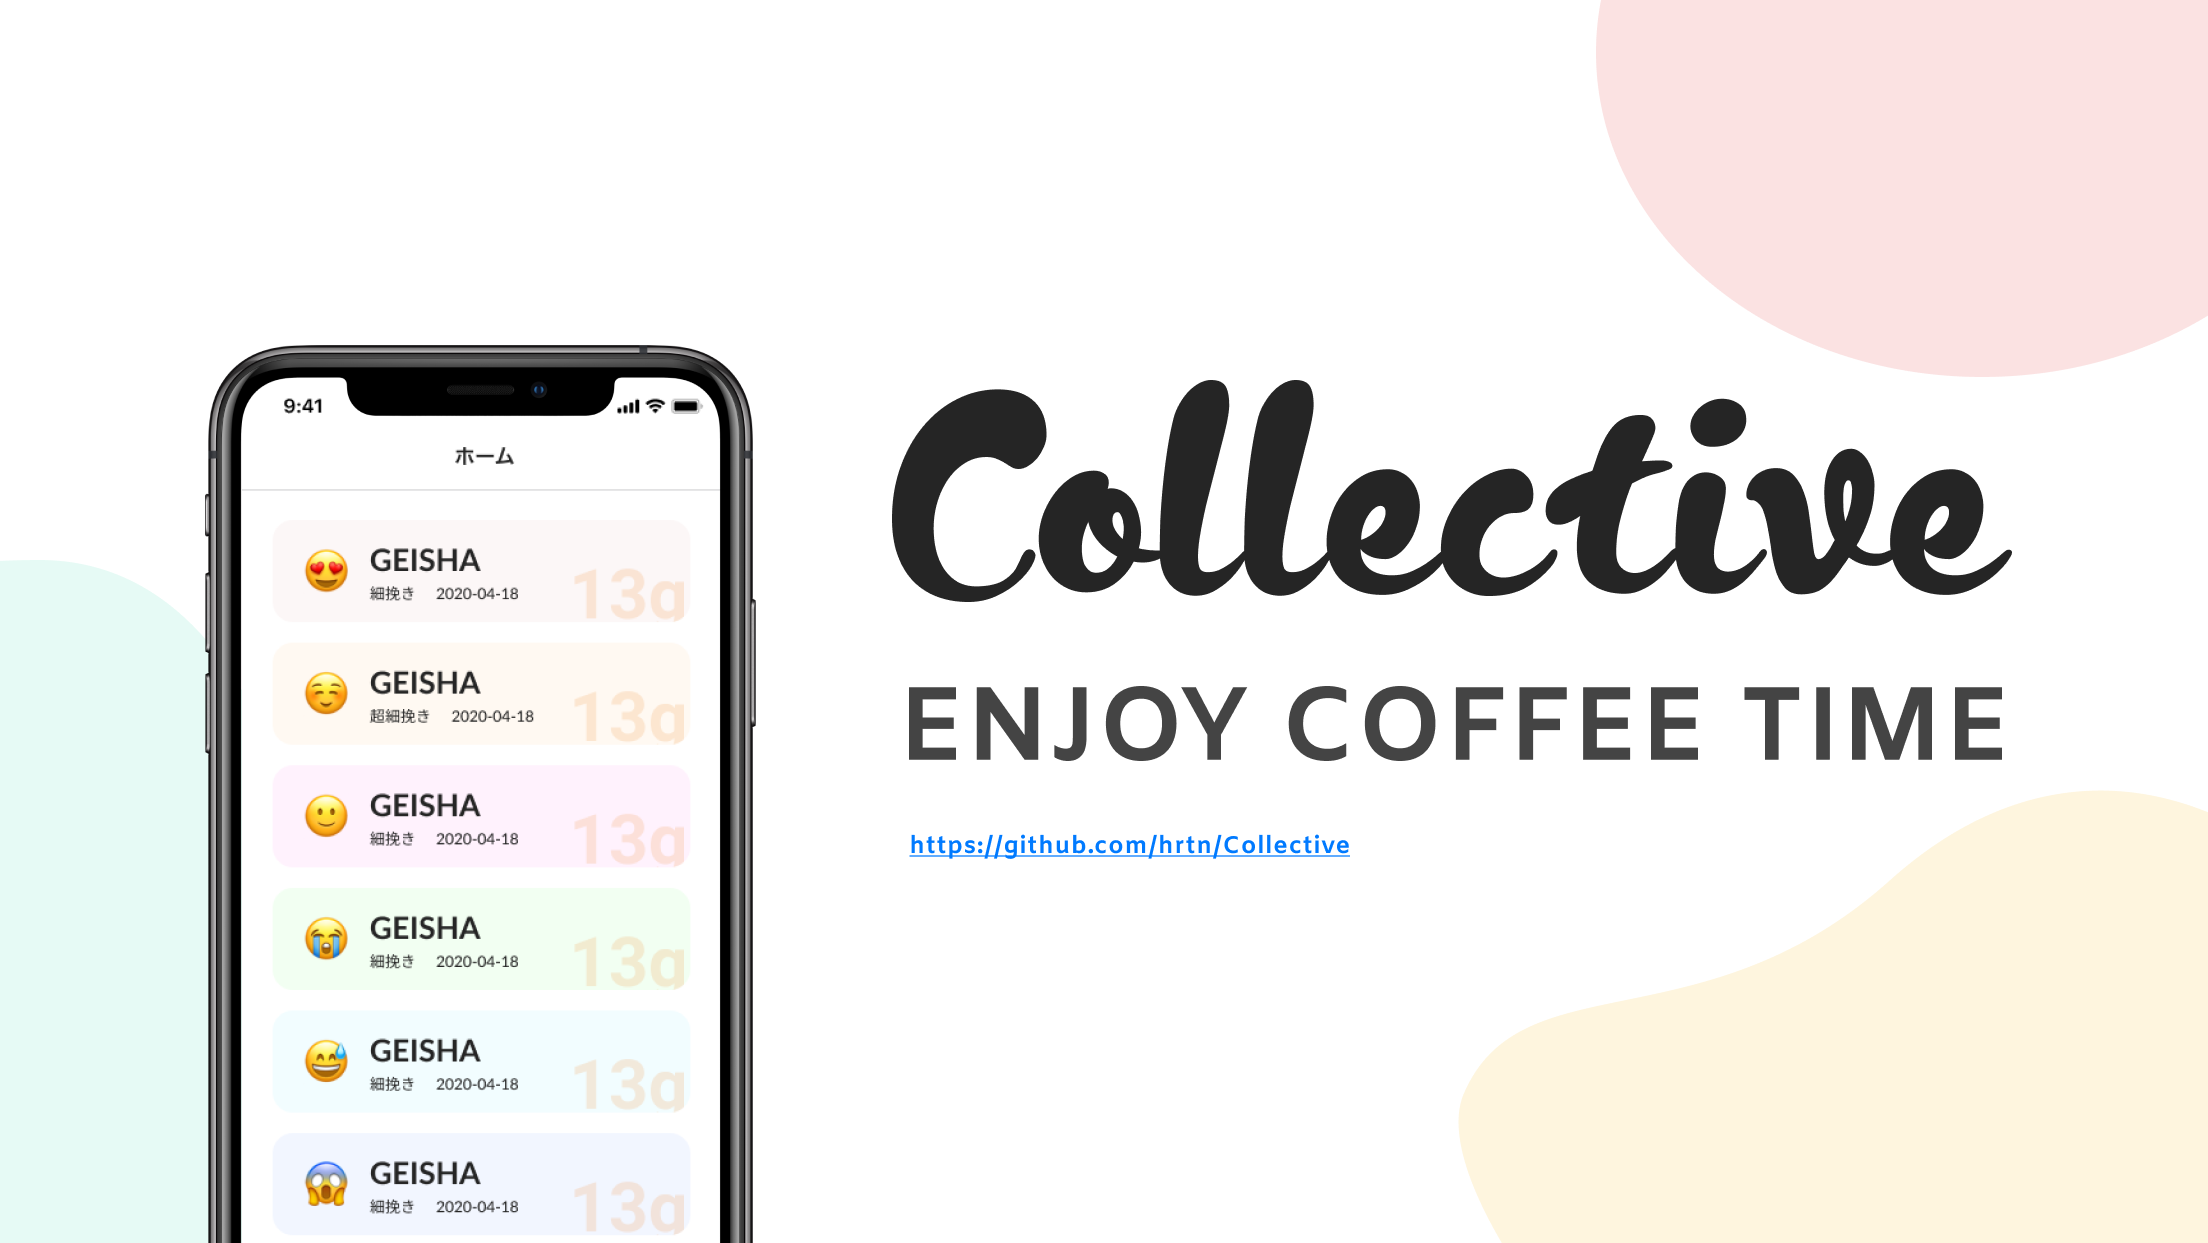 9:41
ホーム
GEISHA
細挽き 2020-04-18
13g
GEISHA
超細挽き 2020-04-18
13g
GEISHA
細挽き 2020-04-18
13g
GEISHA
細挽き 2020-04-18
13g
GEISHA
細挽き 2020-04-18
13g
GEISHA
細挽き 2020-04-18
13g
Collective
ENJOY COFFEE TIME
https://github.com/hrtn/Collective